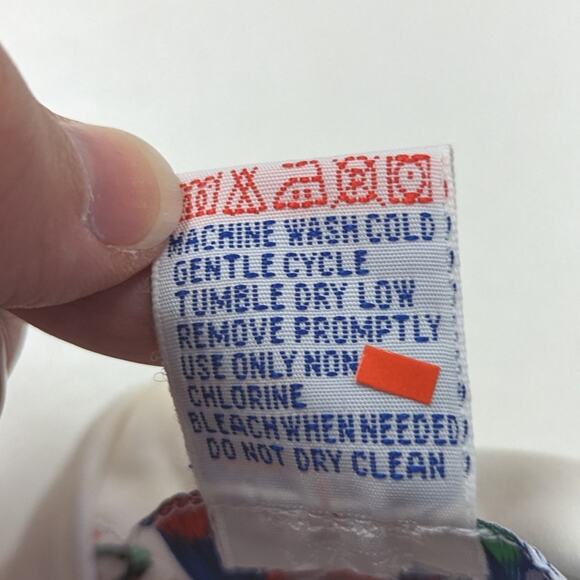 MACHINE WASH COLD
GENTLE CYCLE
TUMBLE DRY LOW
REMOVE PROMPTLY
USE ONLY NON
CHLORINE
BLEACH WHEN NEEDED
DO NOT DRY CLEAN